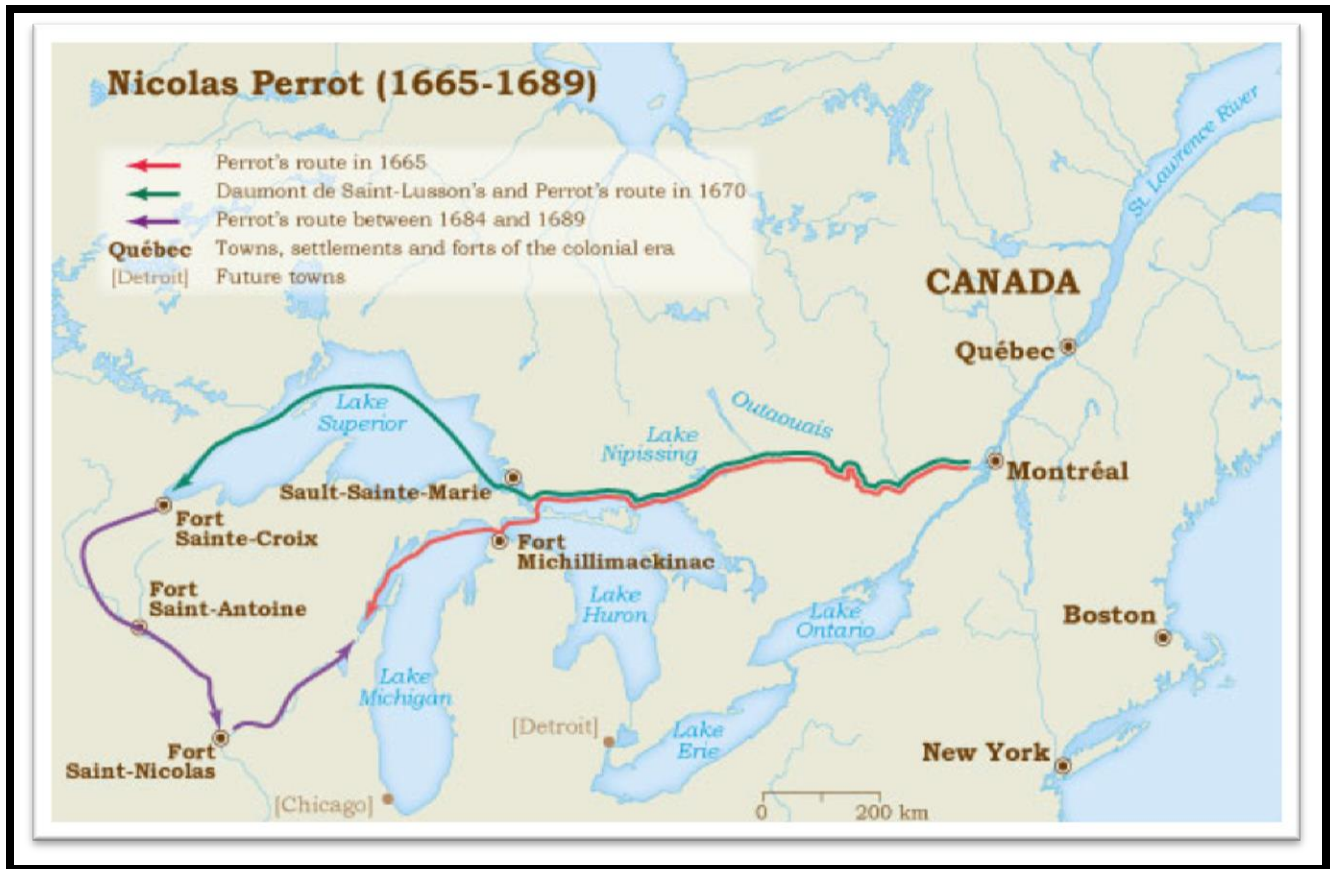 Nicolas Perrot (1665-1689)
Perrot's route in 1665
Daumont de Saint-Lusson's and Perrot's route in 1670
Perrot's route between 1684 and 1689
Québec Towns, settlements and forts of the colonial era
[Detroit] Future towns
St. Lawrence River
CANADA
Québec
Lake
Superior
Outaouais
Lake
Nipissing
Montréal
Sault-Sainte-Marie
Fort
Sainte-Croix
Fort
Michillimackinac
Fort
Saint-Antoine
Lake
Huron
Lake
Ontario
Boston
Lake
Michigan
[Detroit]
Lake
Erie
New York
Fort
Saint-Nicolas
[Chicago]
0 200 km